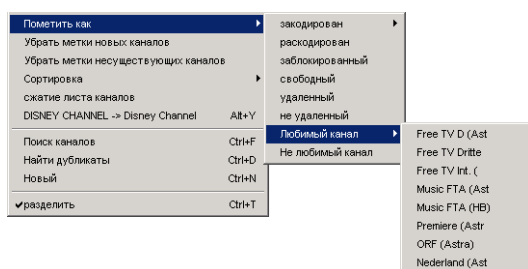 Пометить как
Убрать метки новых каналов
Убрать метки несуществующих каналов
Сортировка
сжатие листа каналов
DISNEY CHANNEL -> Disney Channel Alt+Y
Поиск каналов Ctrl+F
Найти дубликаты Ctrl+D
Новый Ctrl+N
✔разделить Ctrl+T
закодирован
раскодирован
заблокированный
свободный
удаленный
не удаленный
Любимый канал
Не любимый канал
Free TV D (Ast
Free TV Dritte
Free TV Int. (
Music FTA (Ast
Music FTA (HB)
Premiere (Astr
ORF (Astra)
Nederland (Ast